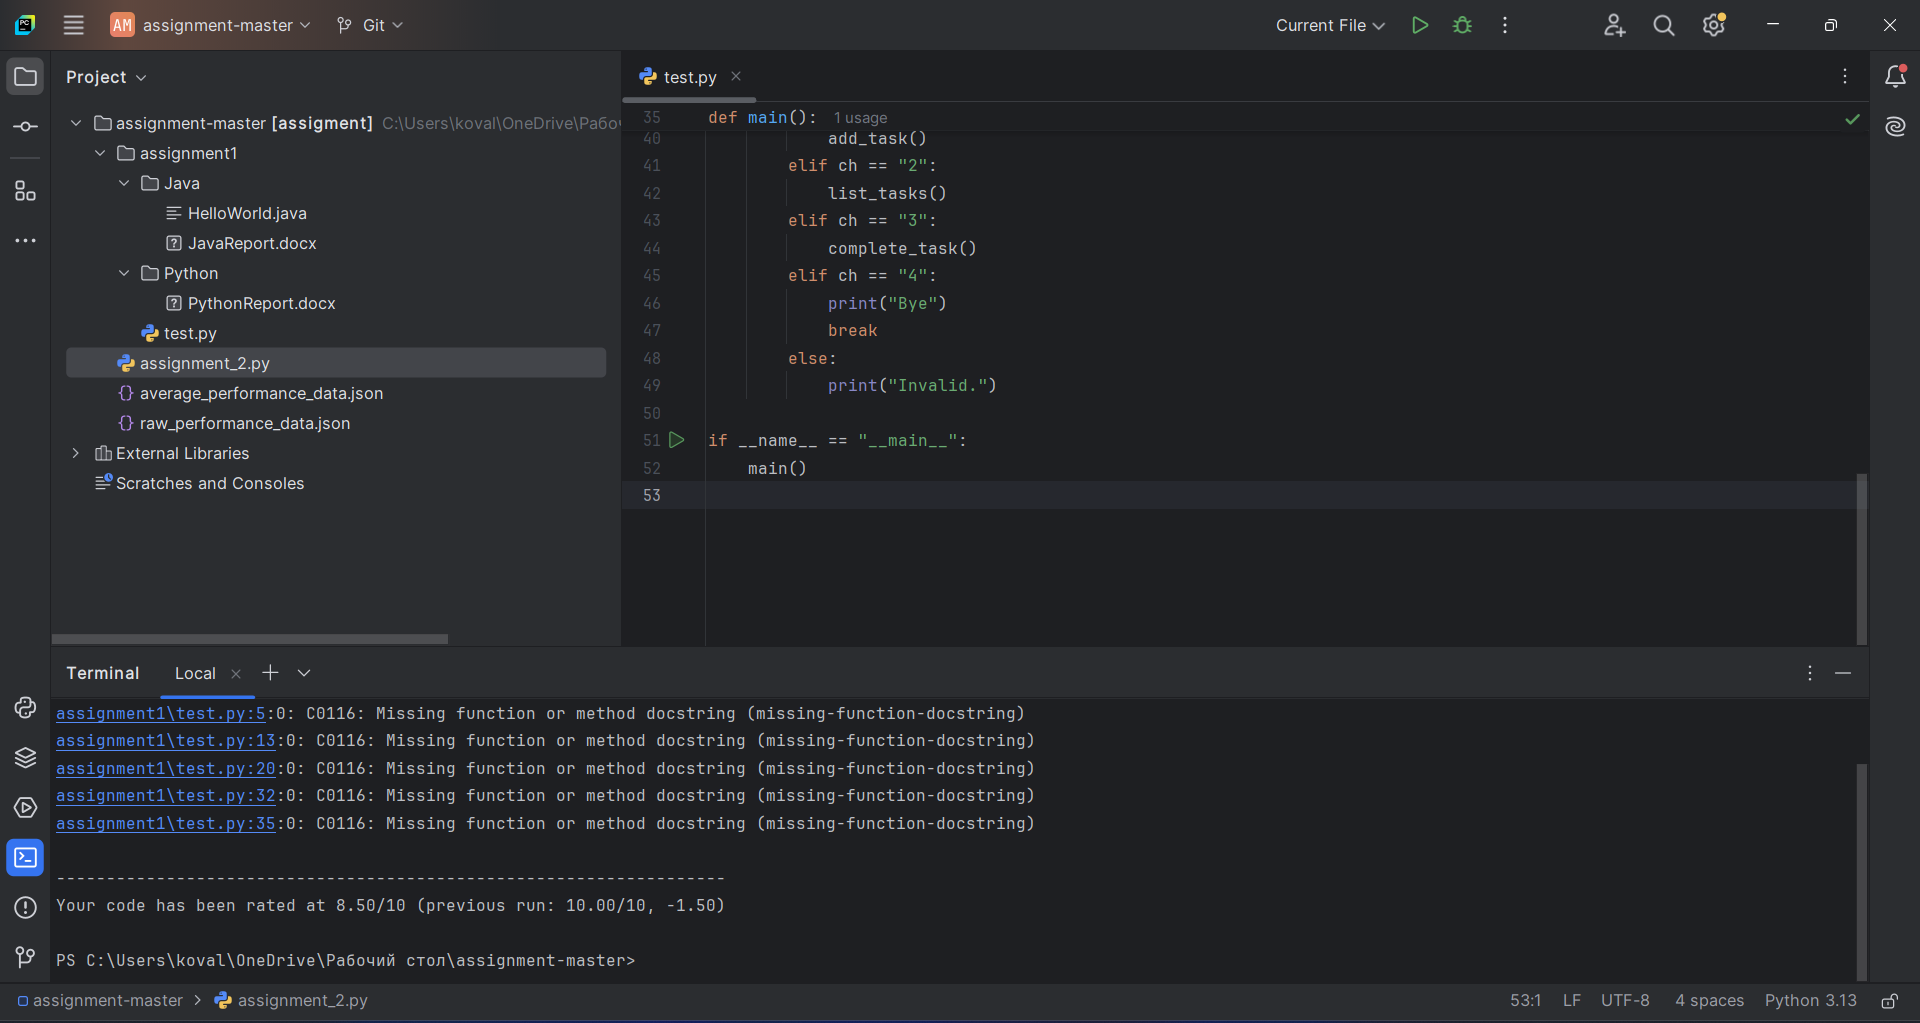 AM assignment-master Git Current File
Project
assignment-master [assigment] C:\Users\koval\OneDrive\Рабо
assignment1
Java
HelloWorld.java
JavaReport.docx
Python
PythonReport.docx
test.py
assignment_2.py
average_performance_data.json
raw_performance_data.json
External Libraries
Scratches and Consoles
test.py
35 def main(): 1 usage
40 add_task()
41 elif ch == "2":
42 list_tasks()
43 elif ch == "3":
44 complete_task()
45 elif ch == "4":
46 print("Bye")
47 break
48 else:
49 print("Invalid.")
50
51 if __name__ == "__main__":
52 main()
53
Terminal Local
assignment1\test.py:5:0: C0116: Missing function or method docstring (missing-function-docstring)
assignment1\test.py:13:0: C0116: Missing function or method docstring (missing-function-docstring)
assignment1\test.py:20:0: C0116: Missing function or method docstring (missing-function-docstring)
assignment1\test.py:32:0: C0116: Missing function or method docstring (missing-function-docstring)
assignment1\test.py:35:0: C0116: Missing function or method docstring (missing-function-docstring)
-------------------------------------------------------------------
Your code has been rated at 8.50/10 (previous run: 10.00/10, -1.50)
PS C:\Users\koval\OneDrive\Рабочий стол\assignment-master>
assignment-master > assignment_2.py 53:1 LF UTF-8 4 spaces Python 3.13